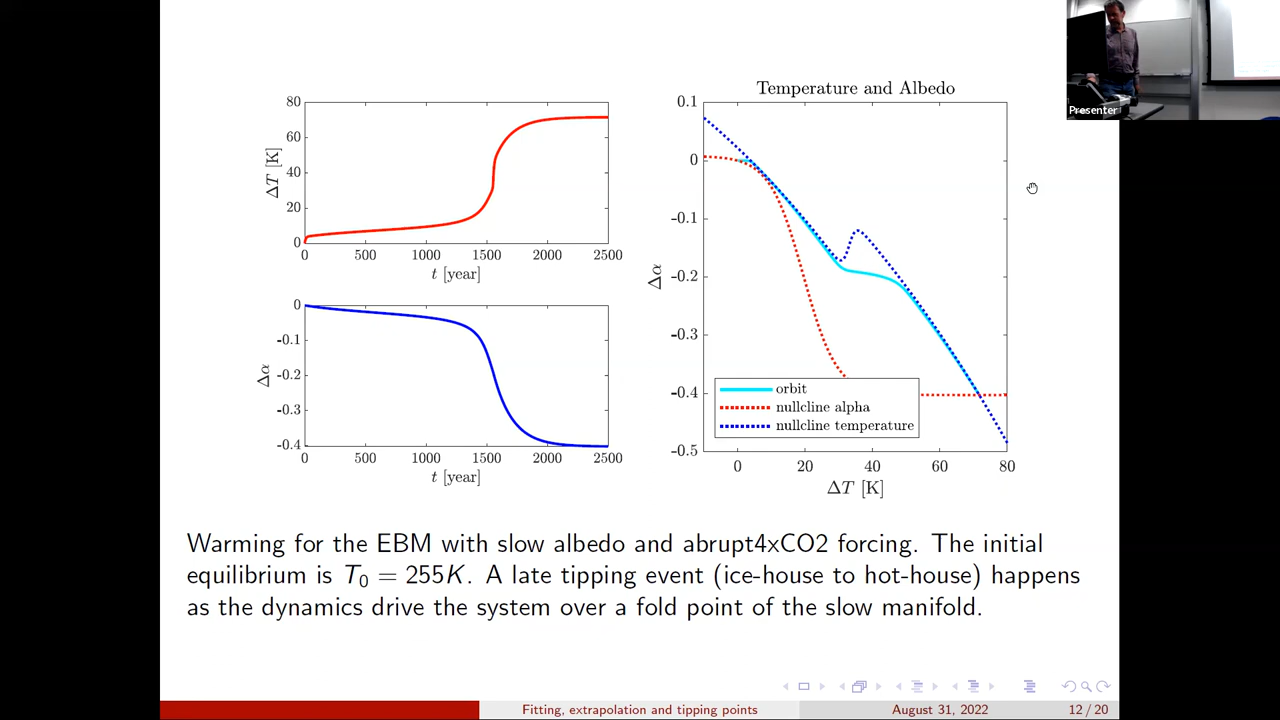 Presenter
80
60
40
20
0
ΔT [K]
0 500 1000 1500 2000 2500
t [year]
0
-0.1
-0.2
-0.3
-0.4
Δα
0 500 1000 1500 2000 2500
t [year]
Temperature and Albedo
0.1
0
-0.1
-0.2
-0.3
-0.4
-0.5
Δα
orbit
nullcline alpha
nullcline temperature
0 20 40 60 80
ΔT [K]
Warming for the EBM with slow albedo and abrupt4xCO2 forcing. The initial
equilibrium is T₀ = 255K. A late tipping event (ice-house to hot-house) happens
as the dynamics drive the system over a fold point of the slow manifold.
Fitting, extrapolation and tipping points August 31, 2022 12 / 20